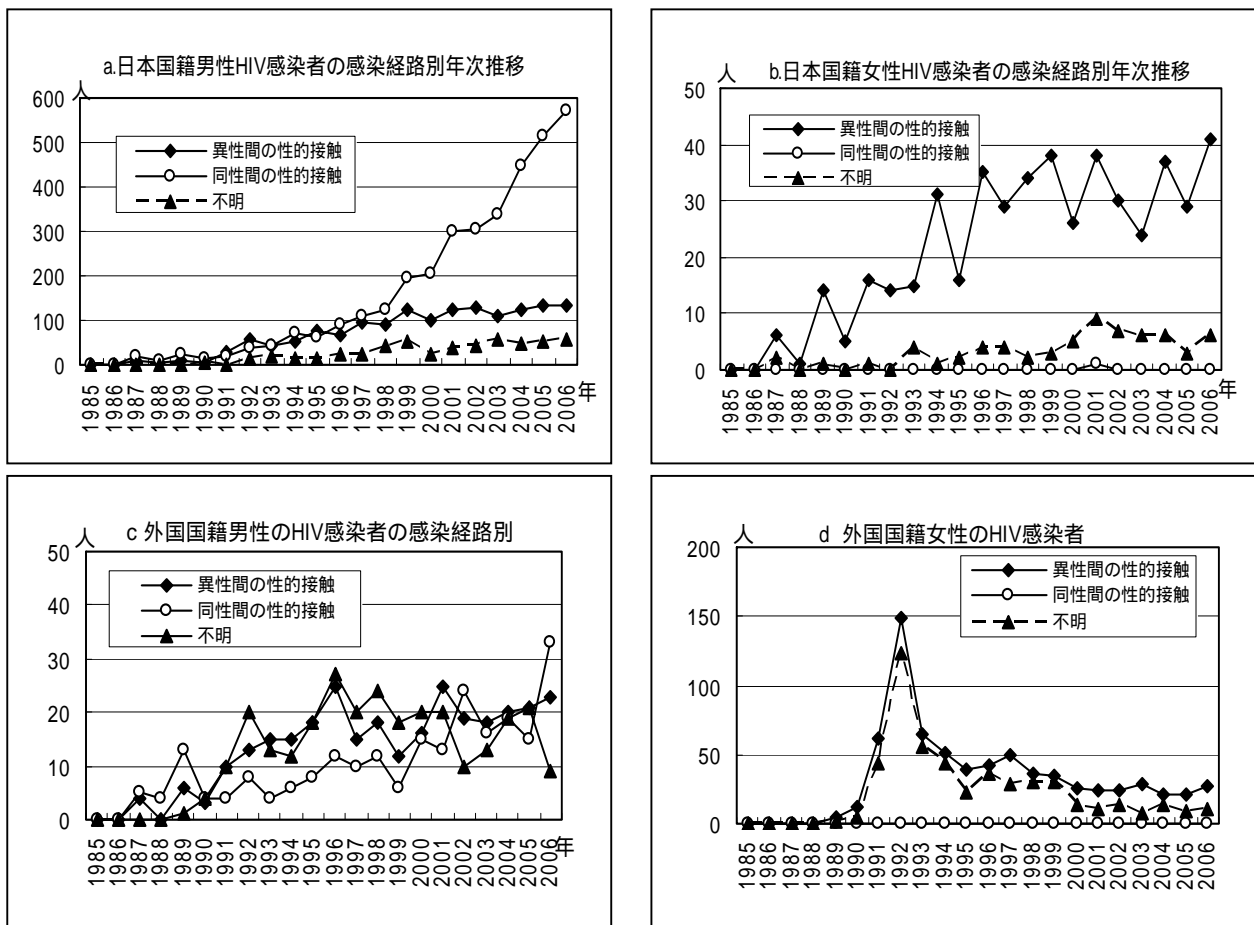 a.日本国籍男性HIV感染者の感染経路別年次推移
人
600
500
400
300
200
100
0
異性間の性的接触
同性間の性的接触
不明
1985 1986 1987 1988 1989 1990 1991 1992 1993 1994 1995 1996 1997 1998 1999 2000 2001 2002 2003 2004 2005 2006
年
b.日本国籍女性HIV感染者の感染経路別年次推移
人
50
40
30
20
10
0
異性間の性的接触
同性間の性的接触
不明
1985 1986 1987 1988 1989 1990 1991 1992 1993 1994 1995 1996 1997 1998 1999 2000 2001 2002 2003 2004 2005 2006
年
c 外国国籍男性のHIV感染者の感染経路別
人
50
40
30
20
10
0
異性間の性的接触
同性間の性的接触
不明
1985 1986 1987 1988 1989 1990 1991 1992 1993 1994 1995 1996 1997 1998 1999 2000 2001 2002 2003 2004 2005 2006
年
d 外国国籍女性のHIV感染者
人
200
150
100
50
0
異性間の性的接触
同性間の性的接触
不明
1985 1986 1987 1988 1989 1990 1991 1992 1993 1994 1995 1996 1997 1998 1999 2000 2001 2002 2003 2004 2005 2006